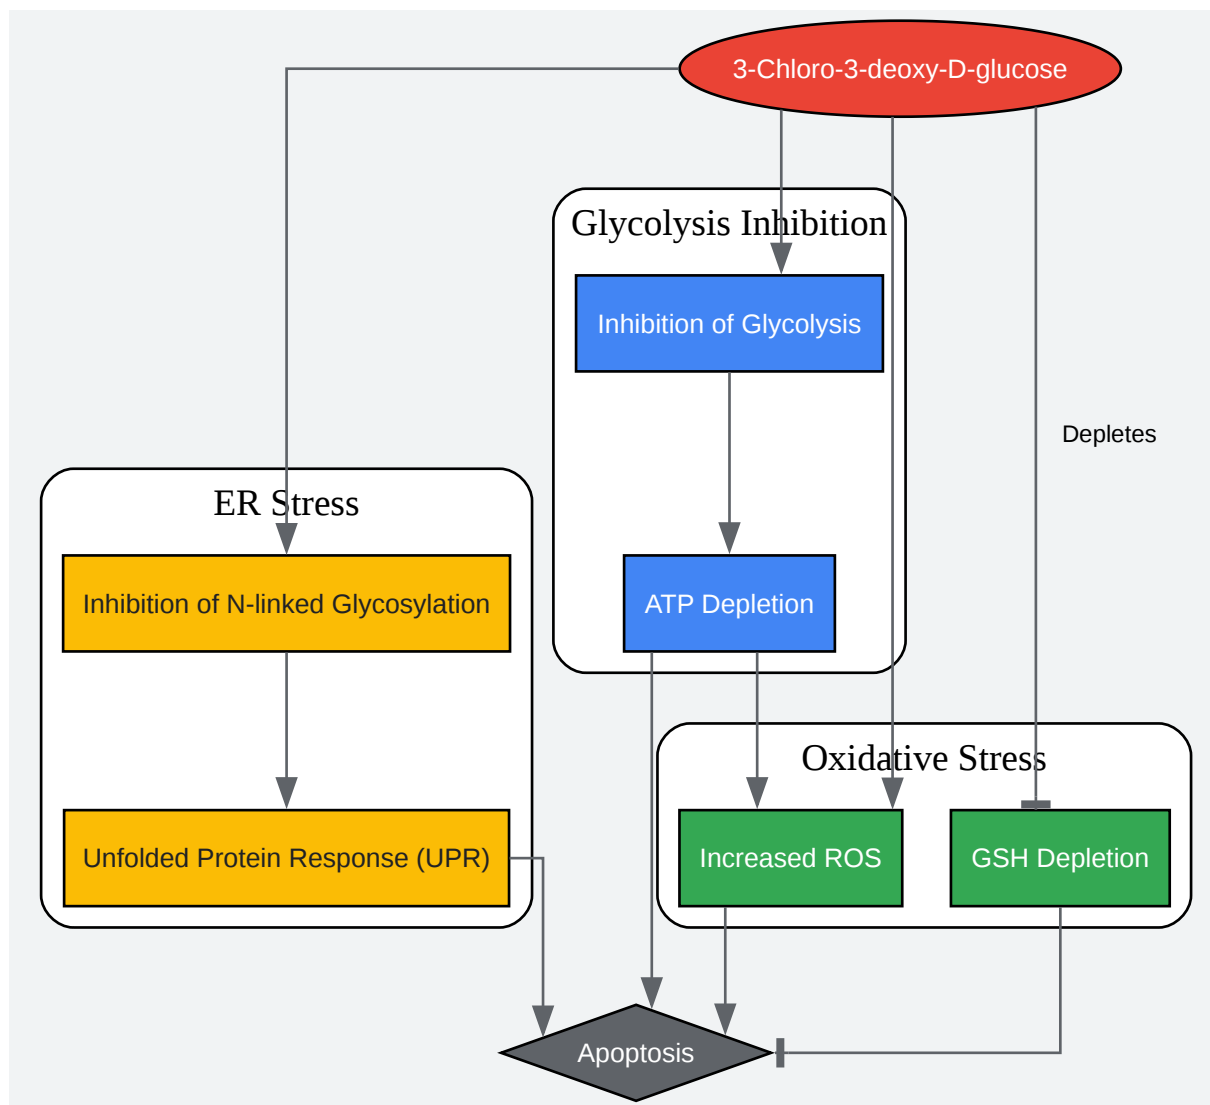 3-Chloro-3-deoxy-D-glucose
Glycolysis Inhibition
Inhibition of Glycolysis
Depletes
ER Stress
Inhibition of N-linked Glycosylation
ATP Depletion
Oxidative Stress
Unfolded Protein Response (UPR)
Increased ROS
GSH Depletion
Apoptosis